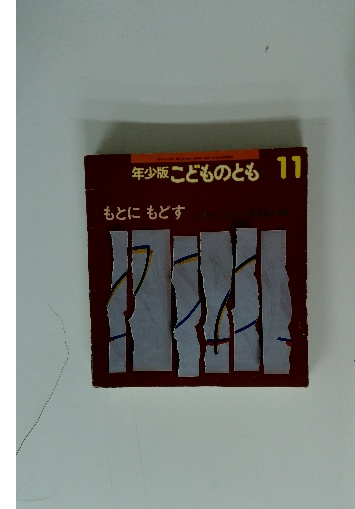 年少版 こどものとも 11
もとに もどす